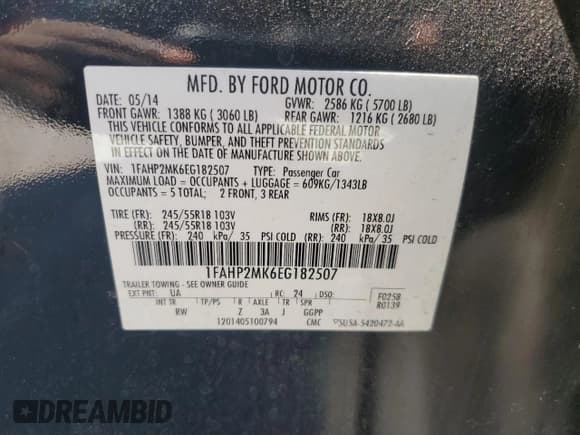 MFD. BY FORD MOTOR CO.
DATE: 05/14 GVWR: 2586 KG ( 5700 LB)
FRONT GAWR: 1388 KG ( 3060 LB) REAR GAWR: 1216 KG ( 2680 LB)
THIS VEHICLE CONFORMS TO ALL APPLICABLE FEDERAL MOTOR
VEHICLE SAFETY, BUMPER, AND THEFT PREVENTION STANDARDS
IN EFFECT ON THE DATE OF MANUFACTURE SHOWN ABOVE.
VIN: 1FAHP2MK6EG182507 TYPE: Passenger Car
MAXIMUM LOAD = OCCUPANTS + LUGGAGE = 609KG/1343LB
OCCUPANTS = 5 TOTAL; 2 FRONT, 3 REAR
TIRE (FR): 245/55R18 103V RIMS (FR): 18X8.0J
(RR): 245/55R18 103V (RR): 18X8.0J
PRESSURE (FR): 240 kPa/ 35 PSI COLD (RR): 240 kPa/ 35 PSI COLD
1FAHP2MK6EG182507
TRAILER TOWING - SEE OWNER GUIDE
EXT PNT: UA RC: 24 DSO: F0258
INT TR TP/PS R AXLE TR SPR R0139
RW Z 3A J GGPP
1201405100794 CMC 5U5A-5420472-AA
DREAMBID